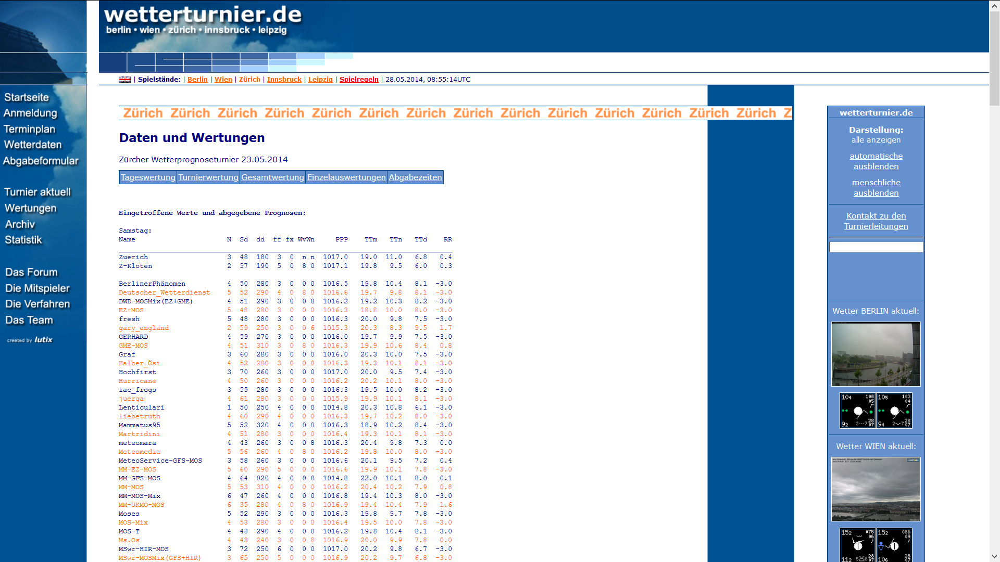 wetterturnier.de
berlin • wien • zürich • innsbruck • leipzig
| Spielstände: | Berlin | Wien | Zürich | Innsbruck | Leipzig | Spielregeln | 28.05.2014, 08:55:14UTC
Startseite
Anmeldung
Terminplan
Wetterdaten
Abgabeformular
Turnier aktuell
Wertungen
Archiv
Statistik
Das Forum
Die Mitspieler
Die Verfahren
Das Team
created by lutix
Zürich Zürich Zürich Zürich Zürich Zürich Zürich Zürich Zürich Zürich Zürich Zürich Zürich Zürich Z
Daten und Wertungen
Zürcher Wetterprognoseturnier 23.05.2014
Tageswertung Turnierwertung Gesamtwertung Einzelauswertungen Abgabezeiten
Eingetroffene Werte und abgegebene Prognosen:
Samstag:
Name N Sd dd ff fx WvWn PPP TTm TTn TTd RR
Zuerich 3 48 180 3 0 n n 1017.0 19.0 11.0 6.8 0.4
Z-Kloten 2 57 190 5 0 8 0 1017.1 19.8 9.5 6.0 0.3
BerlinerPhänomen 4 50 280 3 0 0 0 1016.5 19.8 10.4 8.1 -3.0
Deutscher_Wetterdienst 5 52 290 4 0 8 0 1016.6 19.7 9.8 8.1 -3.0
DWD-MOSMix(EZ+GME) 4 51 290 3 0 0 0 1016.2 19.2 10.3 8.2 -3.0
EZ-MOS 5 48 280 3 0 0 0 1016.3 18.8 10.0 8.0 -3.0
fresh 5 48 280 3 0 0 0 1016.3 20.0 9.8 7.5 -3.0
gary_england 2 59 250 3 0 0 6 1015.3 20.3 8.3 9.5 1.7
GERHARD 4 59 270 3 0 0 0 1016.0 19.7 9.9 7.5 -3.0
GME-MOS 4 51 310 3 0 8 0 1016.3 19.9 10.6 8.4 0.8
Graf 3 60 280 3 0 0 0 1016.0 20.3 10.0 7.5 -3.0
Halber_Ösi 4 52 280 3 0 0 0 1016.3 19.3 10.1 8.1 -3.0
Hochfirst 3 70 260 3 0 0 0 1017.0 20.0 9.5 7.4 -3.0
Hurricane 4 50 260 3 0 0 0 1016.2 20.2 10.1 8.0 -3.0
iac_frogs 3 55 280 3 0 0 0 1016.3 19.5 10.0 8.2 -3.0
juerga 4 61 280 3 0 0 0 1015.9 19.9 10.1 8.1 -3.0
Lenticulari 1 50 250 4 0 0 0 1014.8 20.3 10.8 6.1 -3.0
liebetruth 4 60 290 4 0 0 0 1016.3 19.7 10.2 8.0 -3.0
Mammatus95 5 52 320 4 0 0 0 1016.3 18.9 10.2 8.4 -3.0
Martridini 4 51 280 3 0 0 0 1016.4 19.3 10.1 8.1 -3.0
meteomara 4 43 260 3 0 0 8 1016.3 20.4 9.8 7.3 0.0
Meteomedia 5 56 260 4 0 8 0 1016.2 19.8 10.0 8.0 -3.0
MeteoService-GFS-MOS 3 58 260 3 0 0 0 1016.6 20.1 9.5 7.2 0.4
MM-EZ-MOS 5 60 290 5 0 0 0 1016.6 19.9 10.1 7.8 -3.0
MM-GFS-MOS 4 64 020 4 0 0 0 1014.8 22.0 10.1 8.0 0.1
MM-MOS 5 53 310 4 0 0 0 1016.2 20.4 10.2 7.9 0.8
MM-MOS-Mix 6 47 260 4 0 0 0 1016.8 19.4 10.3 8.0 -3.0
MM-UKMO-MOS 6 35 280 4 0 8 0 1016.9 19.4 10.4 7.9 1.6
Moses 5 52 290 3 0 0 0 1016.3 19.8 9.7 7.8 -3.0
MOS-Mix 4 53 280 3 0 0 0 1016.4 19.5 10.0 7.8 -3.0
MOS-T 4 48 290 4 0 0 0 1016.2 19.8 10.4 8.1 -3.0
Ms.Os 4 43 240 3 0 0 8 1016.9 20.0 9.9 7.8 0.0
MSwr-HIR-MOS 3 72 250 6 0 0 0 1017.0 20.2 9.8 6.7 -3.0
MSwr-MOSMix(GFS+HIR) 3 65 250 5 0 0 0 1016.9 20.2 9.7 6.8 -3.0
wetterturnier.de
Darstellung:
alle anzeigen
automatische
ausblenden
menschliche
ausblenden
Kontakt zu den
Turnierleitungen
Wetter BERLIN aktuell:
104 108 105 103
05 04
28 28
92 3---7 07 94 2 7 07
Wetter WIEN aktuell:
152 075 152 086
06 09
28 28
112 07 106 07